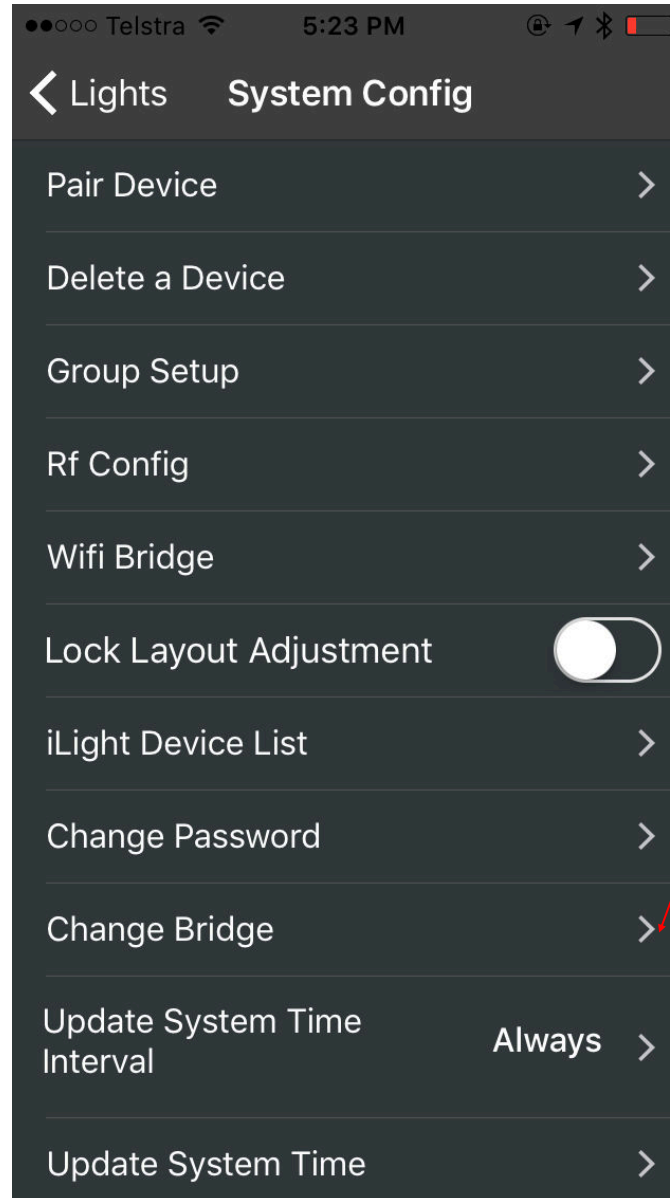 Telstra 5:23 PM
Lights System Config
Pair Device
Delete a Device
Group Setup
Rf Config
Wifi Bridge
Lock Layout Adjustment
iLight Device List
Change Password
Change Bridge
Update System Time
Interval
Always
Update System Time